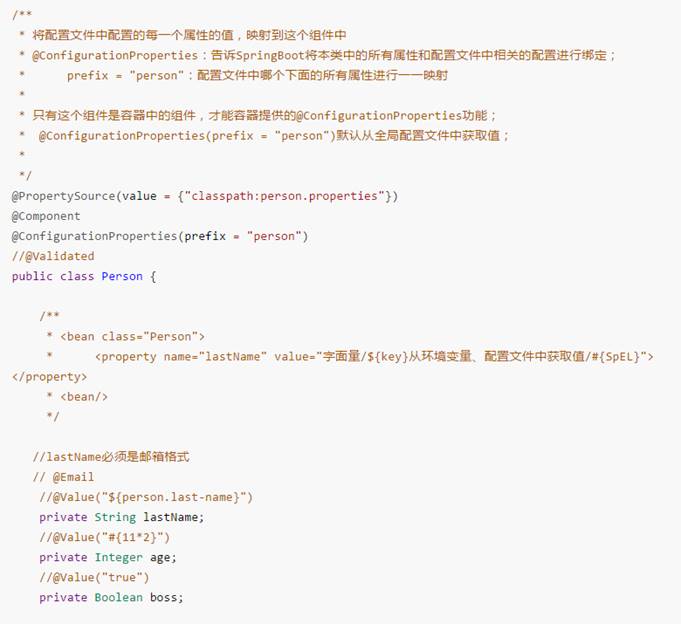 /**
 * 将配置文件中配置的每一个属性的值，映射到这个组件中
 * @ConfigurationProperties：告诉SpringBoot将本类中的所有属性和配置文件中相关的配置进行绑定；
 *      prefix = "person"：配置文件中哪个下面的所有属性进行一一映射
 *
 * 只有这个组件是容器中的组件，才能容器提供的@ConfigurationProperties功能；
 *  @ConfigurationProperties(prefix = "person")默认从全局配置文件中获取值；
 *
 */
@PropertySource(value = {"classpath:person.properties"})
@Component
@ConfigurationProperties(prefix = "person")
//@Validated
public class Person {
    /**
     * <bean class="Person">
     *      <property name="lastName" value="字面量/${key}从环境变量、配置文件中获取值/#{SpEL}">
</property>
     * <bean/>
     */
   //lastName必须是邮箱格式
   // @Email
    //@Value("${person.last-name}")
    private String lastName;
    //@Value("#{11*2}")
    private Integer age;
    //@Value("true")
    private Boolean boss;